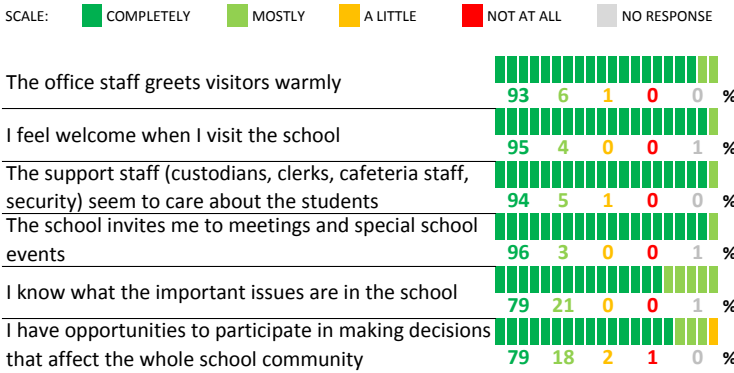 SCALE: COMPLETELY MOSTLY A LITTLE NOT AT ALL NO RESPONSE
The office staff greets visitors warmly
93 6 1 0 0 %
I feel welcome when I visit the school
95 4 0 0 1 %
The support staff (custodians, clerks, cafeteria staff,
security) seem to care about the students
94 5 1 0 0 %
The school invites me to meetings and special school
events
96 3 0 0 1 %
I know what the important issues are in the school
79 21 0 0 1 %
I have opportunities to participate in making decisions
that affect the whole school community
79 18 2 1 0 %